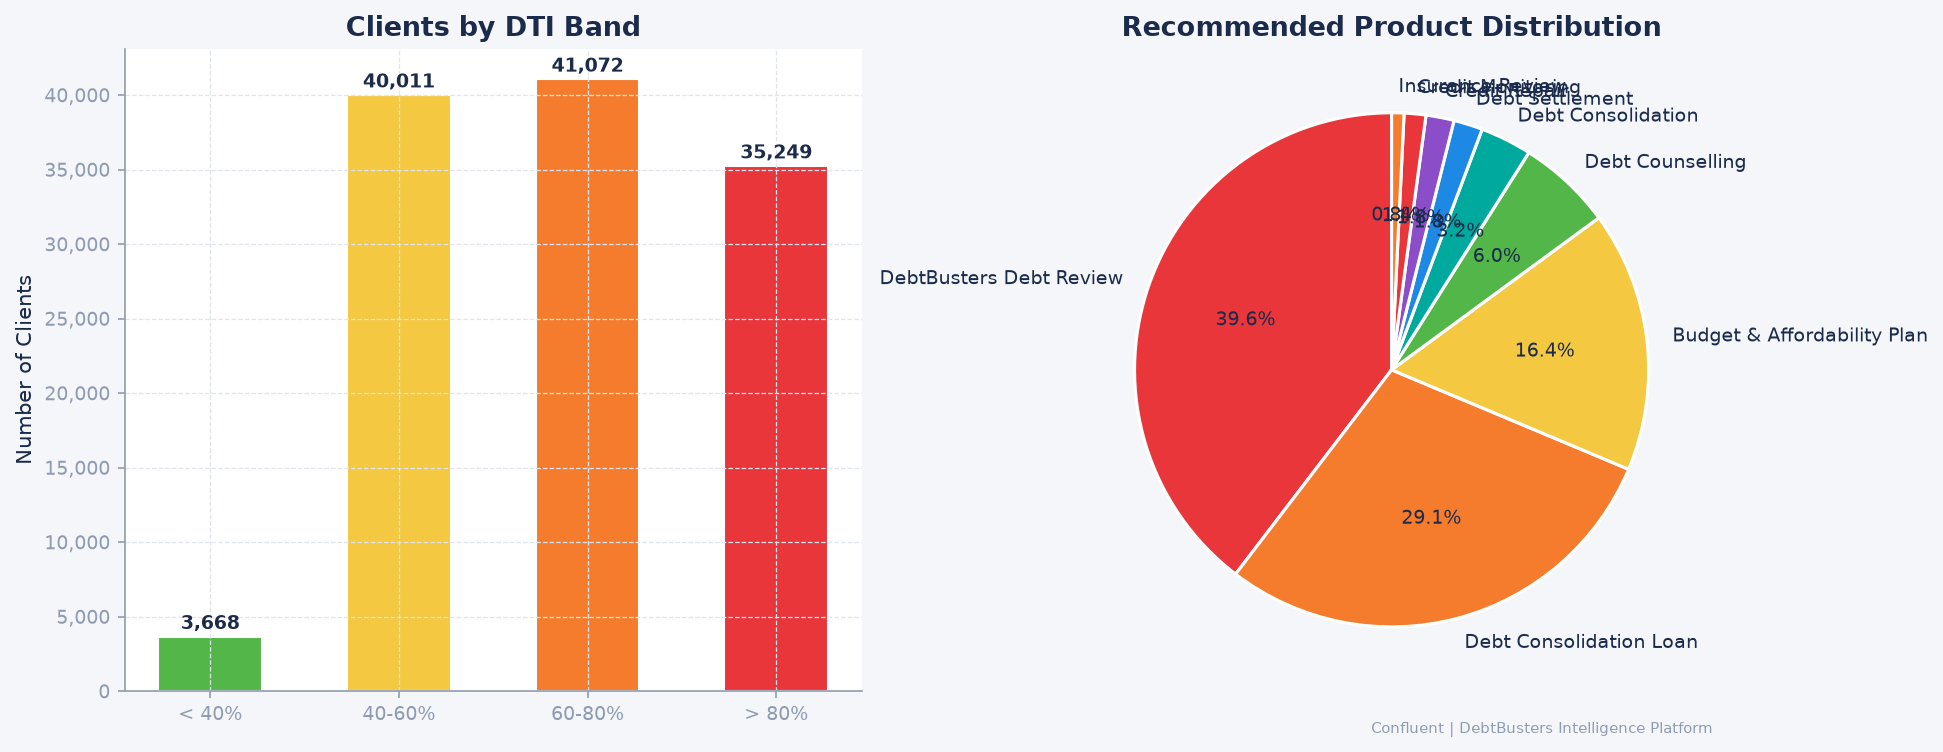 Clients by DTI Band
Number of Clients
40,000
35,000
30,000
25,000
20,000
15,000
10,000
5,000
0
3,668
40,011
41,072
35,249
< 40%
40-60%
60-80%
> 80%
Recommended Product Distribution
Insurance Review
Debt Settlement
Debt Consolidation
Debt Counselling
Budget & Affordability Plan
Debt Consolidation Loan
DebtBusters Debt Review
39.6%
29.1%
16.4%
6.0%
3.2%
Confluent | DebtBusters Intelligence Platform